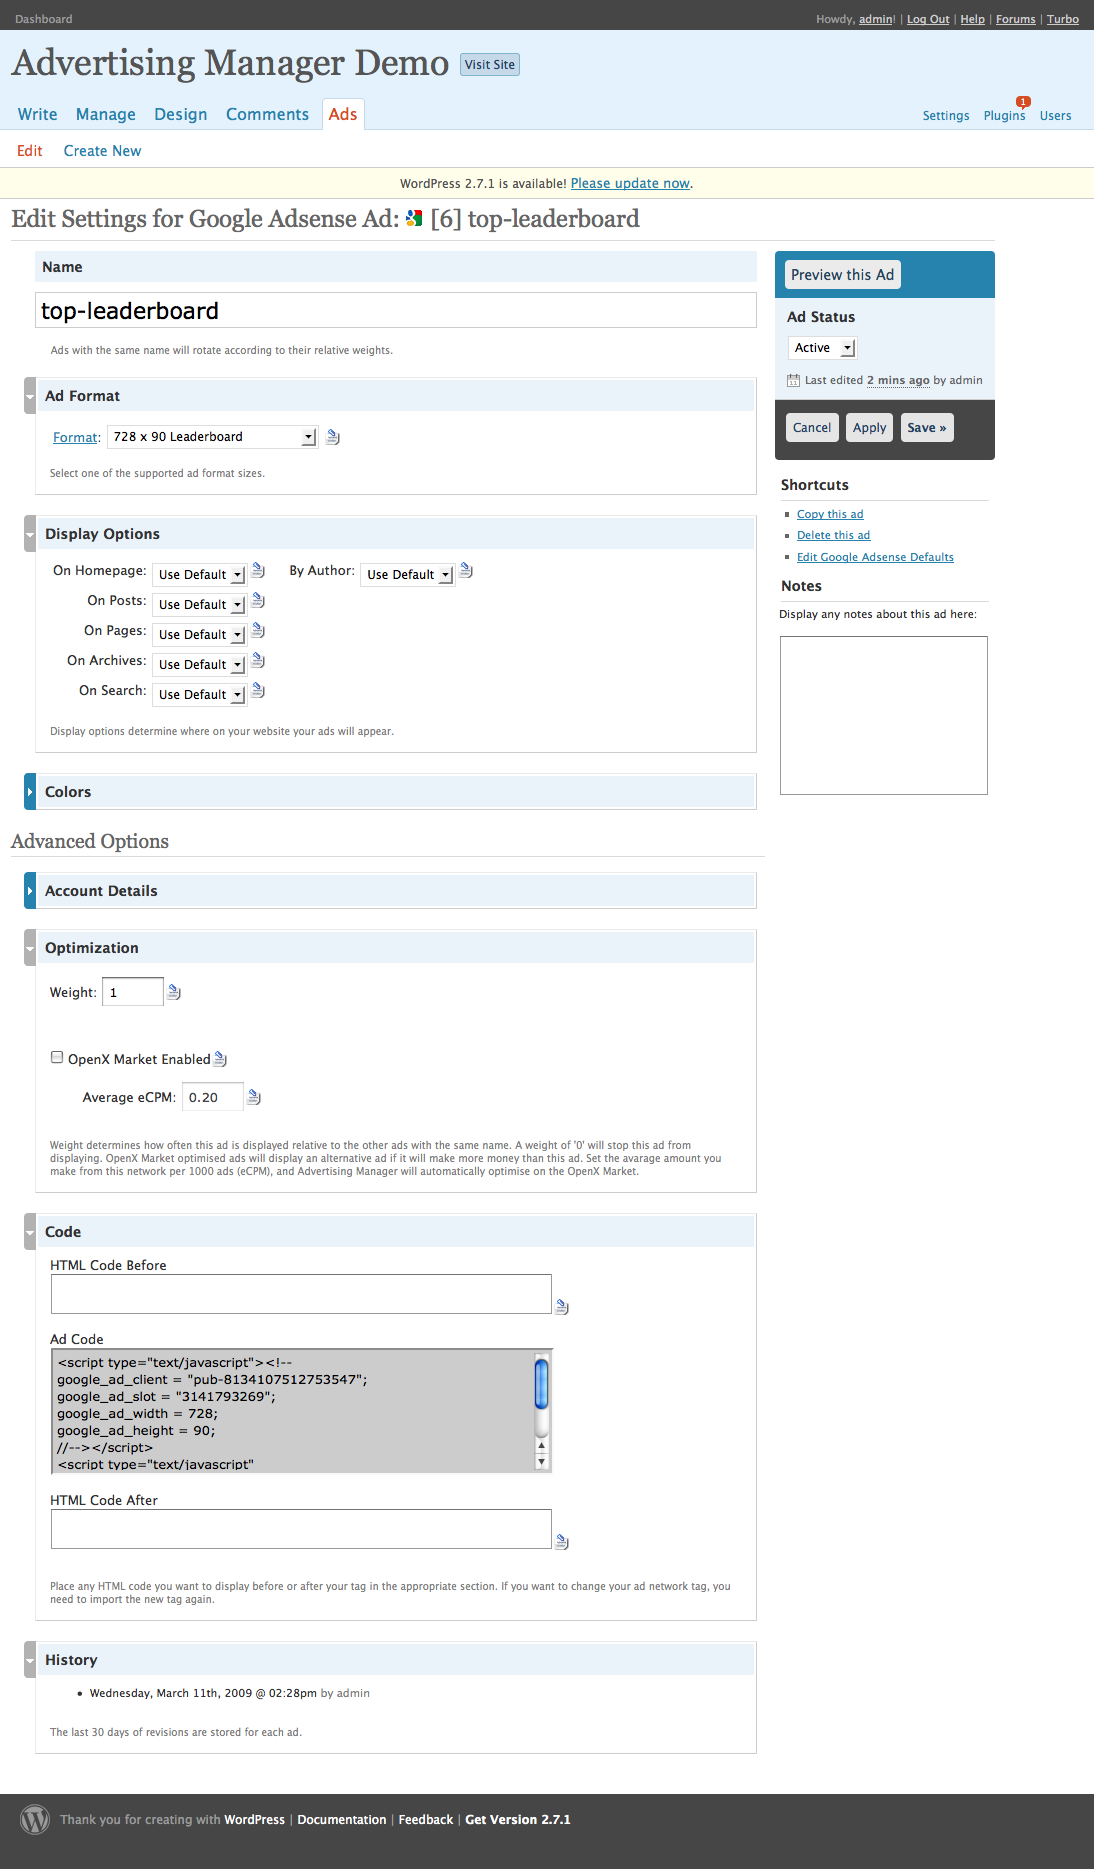 Dashboard
Howdy, admin! | Log Out | Help | Forums | Turbo
Advertising Manager Demo Visit Site
Write Manage Design Comments Ads
Settings Plugins 1 Users
Edit Create New
WordPress 2.7.1 is available! Please update now.
Edit Settings for Google Adsense Ad: [6] top-leaderboard
Name
top-leaderboard
Ads with the same name will rotate according to their relative weights.
Ad Format
Format: 728 x 90 Leaderboard
Select one of the supported ad format sizes.
Display Options
On Homepage: Use Default By Author: Use Default
On Posts: Use Default
On Pages: Use Default
On Archives: Use Default
On Search: Use Default
Display options determine where on your website your ads will appear.
Colors
Preview this Ad
Ad Status
Active
11 Last edited 2 mins ago by admin
Cancel Apply Save »
Shortcuts
Copy this ad
Delete this ad
Edit Google Adsense Defaults
Notes
Display any notes about this ad here:
Advanced Options
Account Details
Optimization
Weight: 1
OpenX Market Enabled
Average eCPM: 0.20
Weight determines how often this ad is displayed relative to the other ads with the same name. A weight of '0' will stop this ad from
displaying. OpenX Market optimised ads will display an alternative ad if it will make more money than this ad. Set the avarage amount you
make from this network per 1000 ads (eCPM), and Advertising Manager will automatically optimise on the OpenX Market.
Code
HTML Code Before
Ad Code
<script type="text/javascript"><!--
google_ad_client = "pub-8134107512753547";
google_ad_slot = "3141793269";
google_ad_width = 728;
google_ad_height = 90;
//--></script>
<script type="text/javascript"
HTML Code After
Place any HTML code you want to display before or after your tag in the appropriate section. If you want to change your ad network tag, you
need to import the new tag again.
History
• Wednesday, March 11th, 2009 @ 02:28pm by admin
The last 30 days of revisions are stored for each ad.
Thank you for creating with WordPress | Documentation | Feedback | Get Version 2.7.1